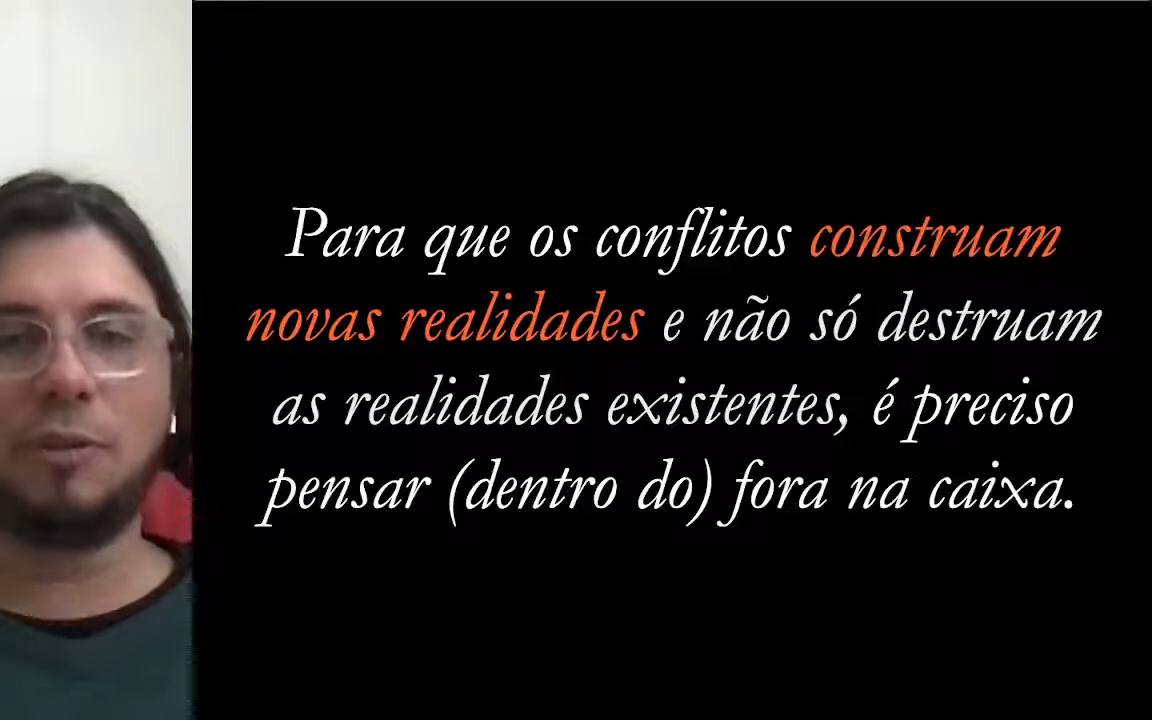 Para que os conflitos construam
novas realidades e não só destruam
as realidades existentes, é preciso
pensar (dentro do) fora na caixa.